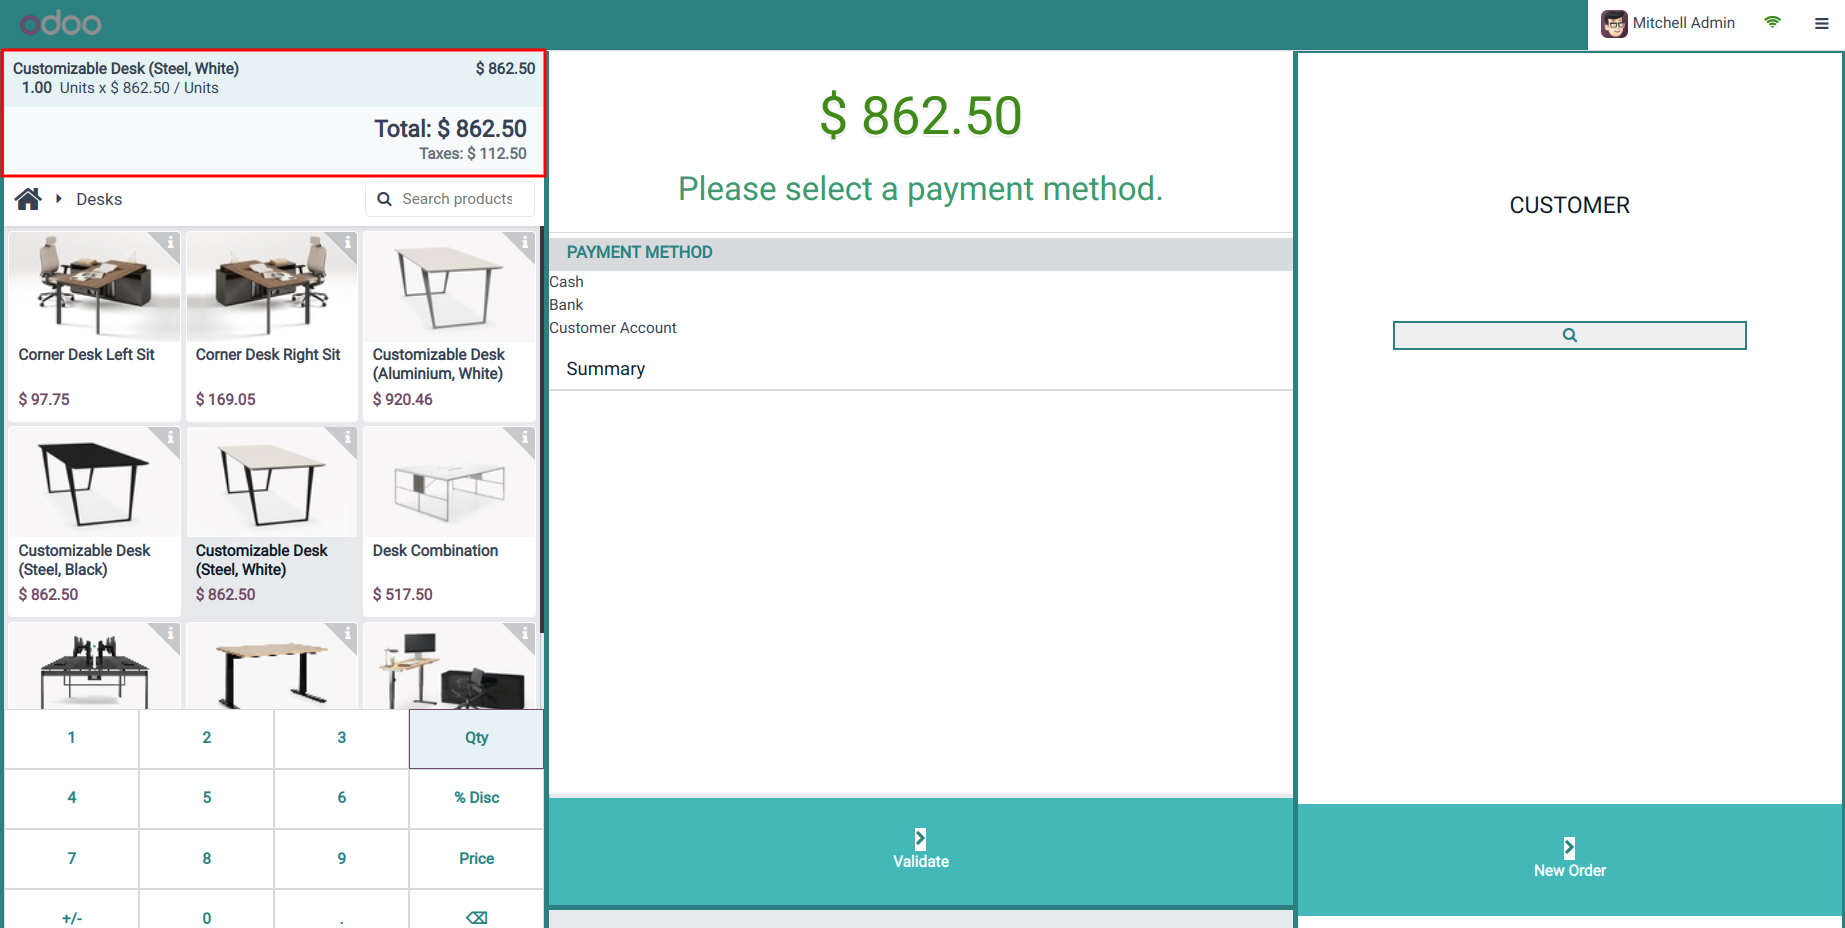 odoo
Mitchell Admin
Customizable Desk (Steel, White) $ 862.50
1.00 Units x $ 862.50 / Units
Total: $ 862.50
Taxes: $ 112.50
Desks
Search products
Corner Desk Left Sit
$ 97.75
Corner Desk Right Sit
$ 169.05
Customizable Desk
(Aluminium, White)
$ 920.46
Customizable Desk
(Steel, Black)
$ 862.50
Customizable Desk
(Steel, White)
$ 862.50
Desk Combination
$ 517.50
1 2 3 Qty
4 5 6 % Disc
7 8 9 Price
+/- 0 . ⌫
$ 862.50
Please select a payment method.
PAYMENT METHOD
Cash
Bank
Customer Account
Summary
Validate
CUSTOMER
New Order